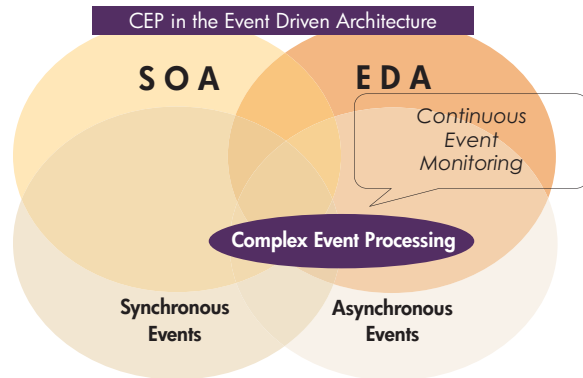 CEP in the Event Driven Architecture
SOA
EDA
Continuous
Event
Monitoring
Complex Event Processing
Synchronous
Events
Asynchronous
Events